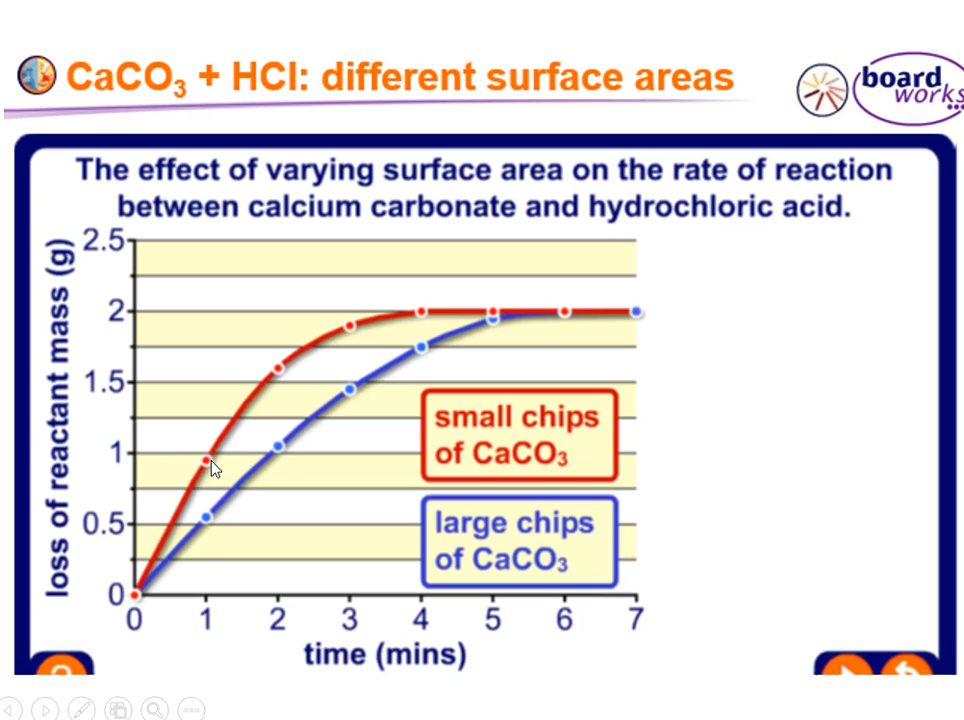 CaCO₃ + HCl: different surface areas
board
works
The effect of varying surface area on the rate of reaction
between calcium carbonate and hydrochloric acid.
loss of reactant mass (g)
2.5
2
1.5
1
0.5
0
small chips
of CaCO₃
large chips
of CaCO₃
0 1 2 3 4 5 6 7
time (mins)